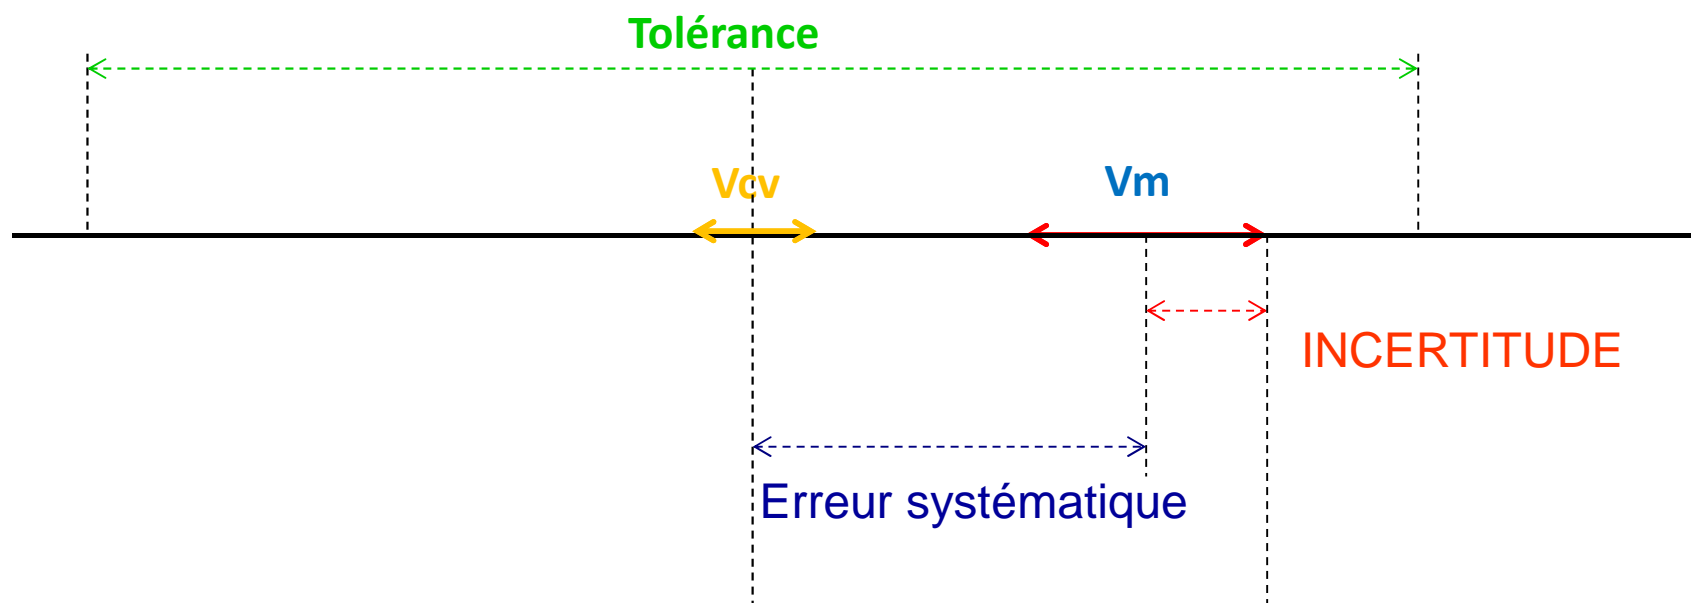 Tolérance
Vcv
Vm
INCERTITUDE
Erreur systématique